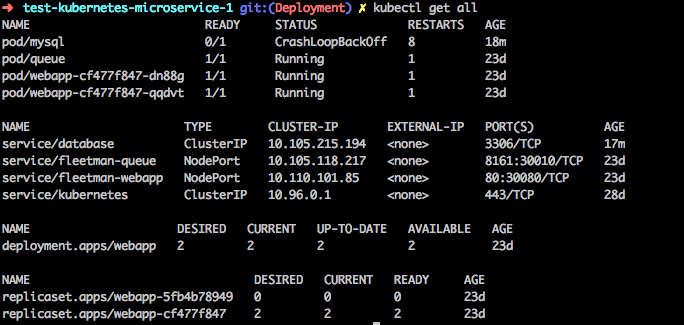 ➜ test-kubernetes-microservice-1 git:(Deployment) ✗ kubectl get all
NAME READY STATUS RESTARTS AGE
pod/mysql 0/1 CrashLoopBackOff 8 18m
pod/queue 1/1 Running 1 23d
pod/webapp-cf477f847-dn88g 1/1 Running 1 23d
pod/webapp-cf477f847-qqdvt 1/1 Running 1 23d
NAME TYPE CLUSTER-IP EXTERNAL-IP PORT(S) AGE
service/database ClusterIP 10.105.215.194 <none> 3306/TCP 17m
service/fleetman-queue NodePort 10.105.118.217 <none> 8161:30010/TCP 23d
service/fleetman-webapp NodePort 10.110.101.85 <none> 80:30080/TCP 23d
service/kubernetes ClusterIP 10.96.0.1 <none> 443/TCP 28d
NAME DESIRED CURRENT UP-TO-DATE AVAILABLE AGE
deployment.apps/webapp 2 2 2 2 23d
NAME DESIRED CURRENT READY AGE
replicaset.apps/webapp-5fb4b78949 0 0 0 23d
replicaset.apps/webapp-cf477f847 2 2 2 23d